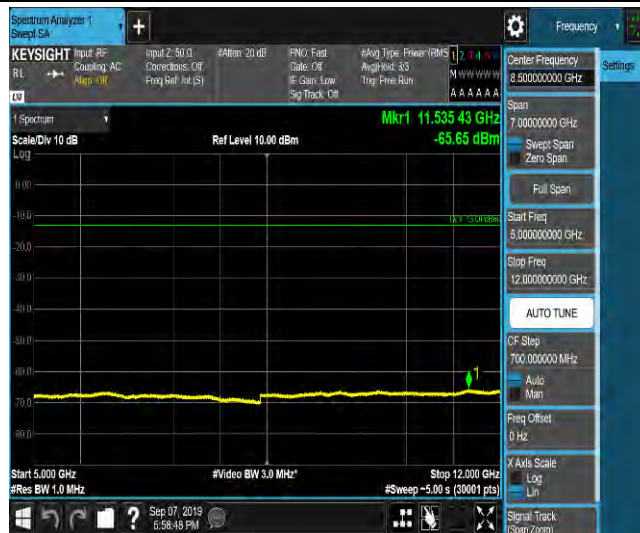 Spectrum Analyzer 1
Swept SA
+
Frequency
KEYSIGHT
RL
Input: RF
Coupling: AC
Align: Off
Input Z: 50 Ω
Corrections: Off
Freq Ref: Int (S)
#Atten: 20 dB
PNO: Fast
Gate: Off
IF Gain: Low
Sig Track: Off
#Avg Type: Power (RMS
Avg|Hold: 3/3
Trig: Free Run
M W W W W W
A A A A A A
1 Spectrum
Scale/Div 10 dB
Log
Ref Level 10.00 dBm
Mkr1 11.535 43 GHz
-65.65 dBm
0.00
-10.0
-20.0
-30.0
-40.0
-50.0
-60.0
-70.0
-80.0
1
Start 5.000 GHz
#Res BW 1.0 MHz
#Video BW 3.0 MHz*
Stop 12.000 GHz
#Sweep ~5.00 s (30001 pts)
Sep 07, 2019
5:58:48 PM
Center Frequency
8.500000000 GHz
Settings
Span
7.00000000 GHz
Swept Span
Zero Span
Full Span
Start Freq
5.000000000 GHz
Stop Freq
12.000000000 GHz
AUTO TUNE
CF Step
700.000000 MHz
Auto
Man
Freq Offset
0 Hz
X Axis Scale
Log
Lin
Signal Track
(Span Zoom)